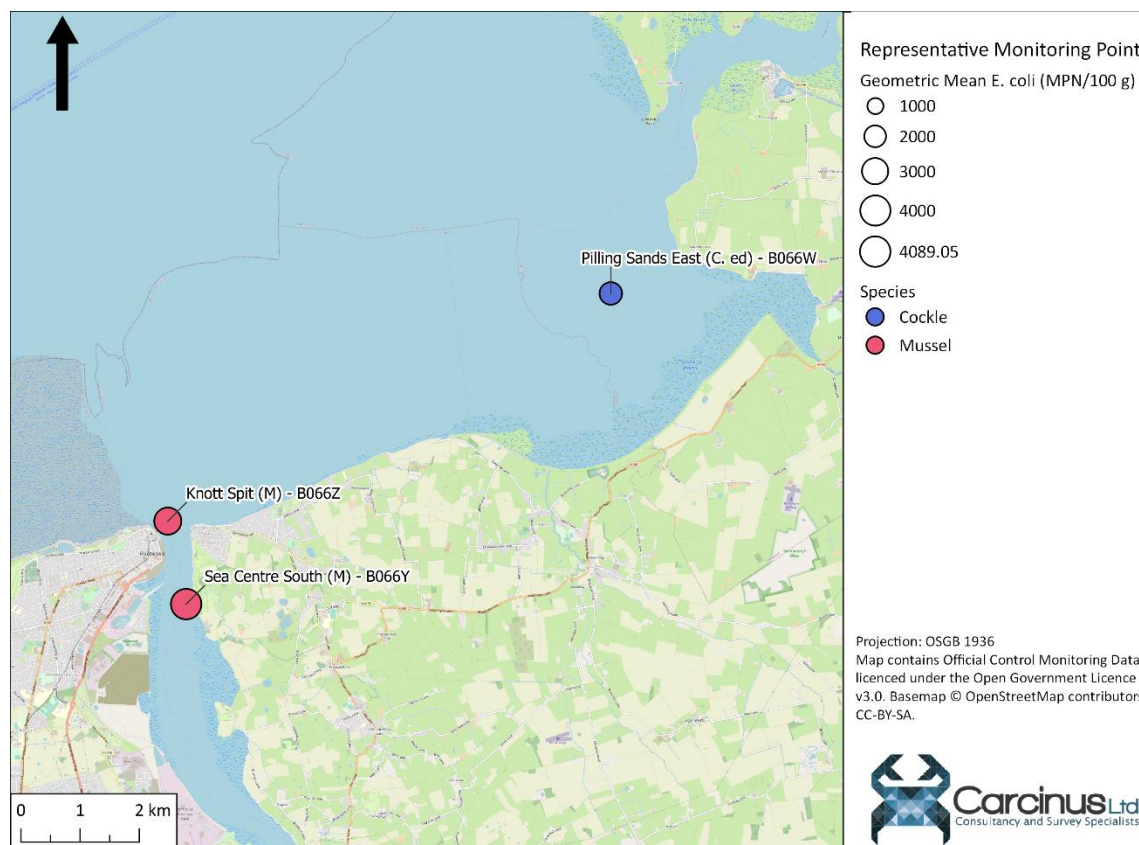 Pilling Sands East (C. ed) - B066W
Knott Spit (M) - B066Z
Sea Centre South (M) - B066Y
0 1 2 km
Representative Monitoring Point
Geometric Mean E. coli (MPN/100 g)
1000
2000
3000
4000
4089.05
Species
Cockle
Mussel
Projection: OSGB 1936
Map contains Official Control Monitoring Data
licenced under the Open Government Licence
v3.0. Basemap © OpenStreetMap contributors
CC-BY-SA.
Carcinus Ltd
Consultancy and Survey Specialists